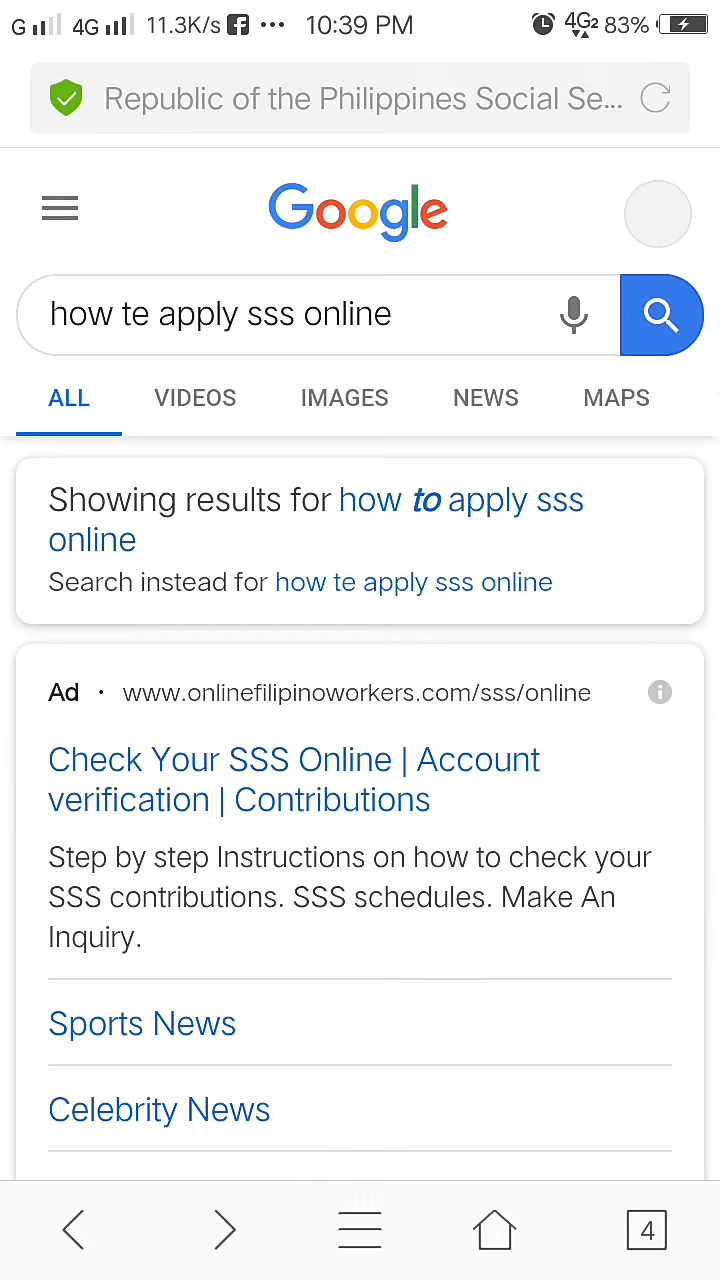 G 4G 11.3K/s ... 10:39 PM 4G2 83%
Republic of the Philippines Social Se...
Google
how te apply sss online
ALL VIDEOS IMAGES NEWS MAPS
Showing results for how to apply sss
online
Search instead for how te apply sss online
Ad · www.onlinefilipinoworkers.com/sss/online
Check Your SSS Online | Account
verification | Contributions
Step by step Instructions on how to check your
SSS contributions. SSS schedules. Make An
Inquiry.
Sports News
Celebrity News
4